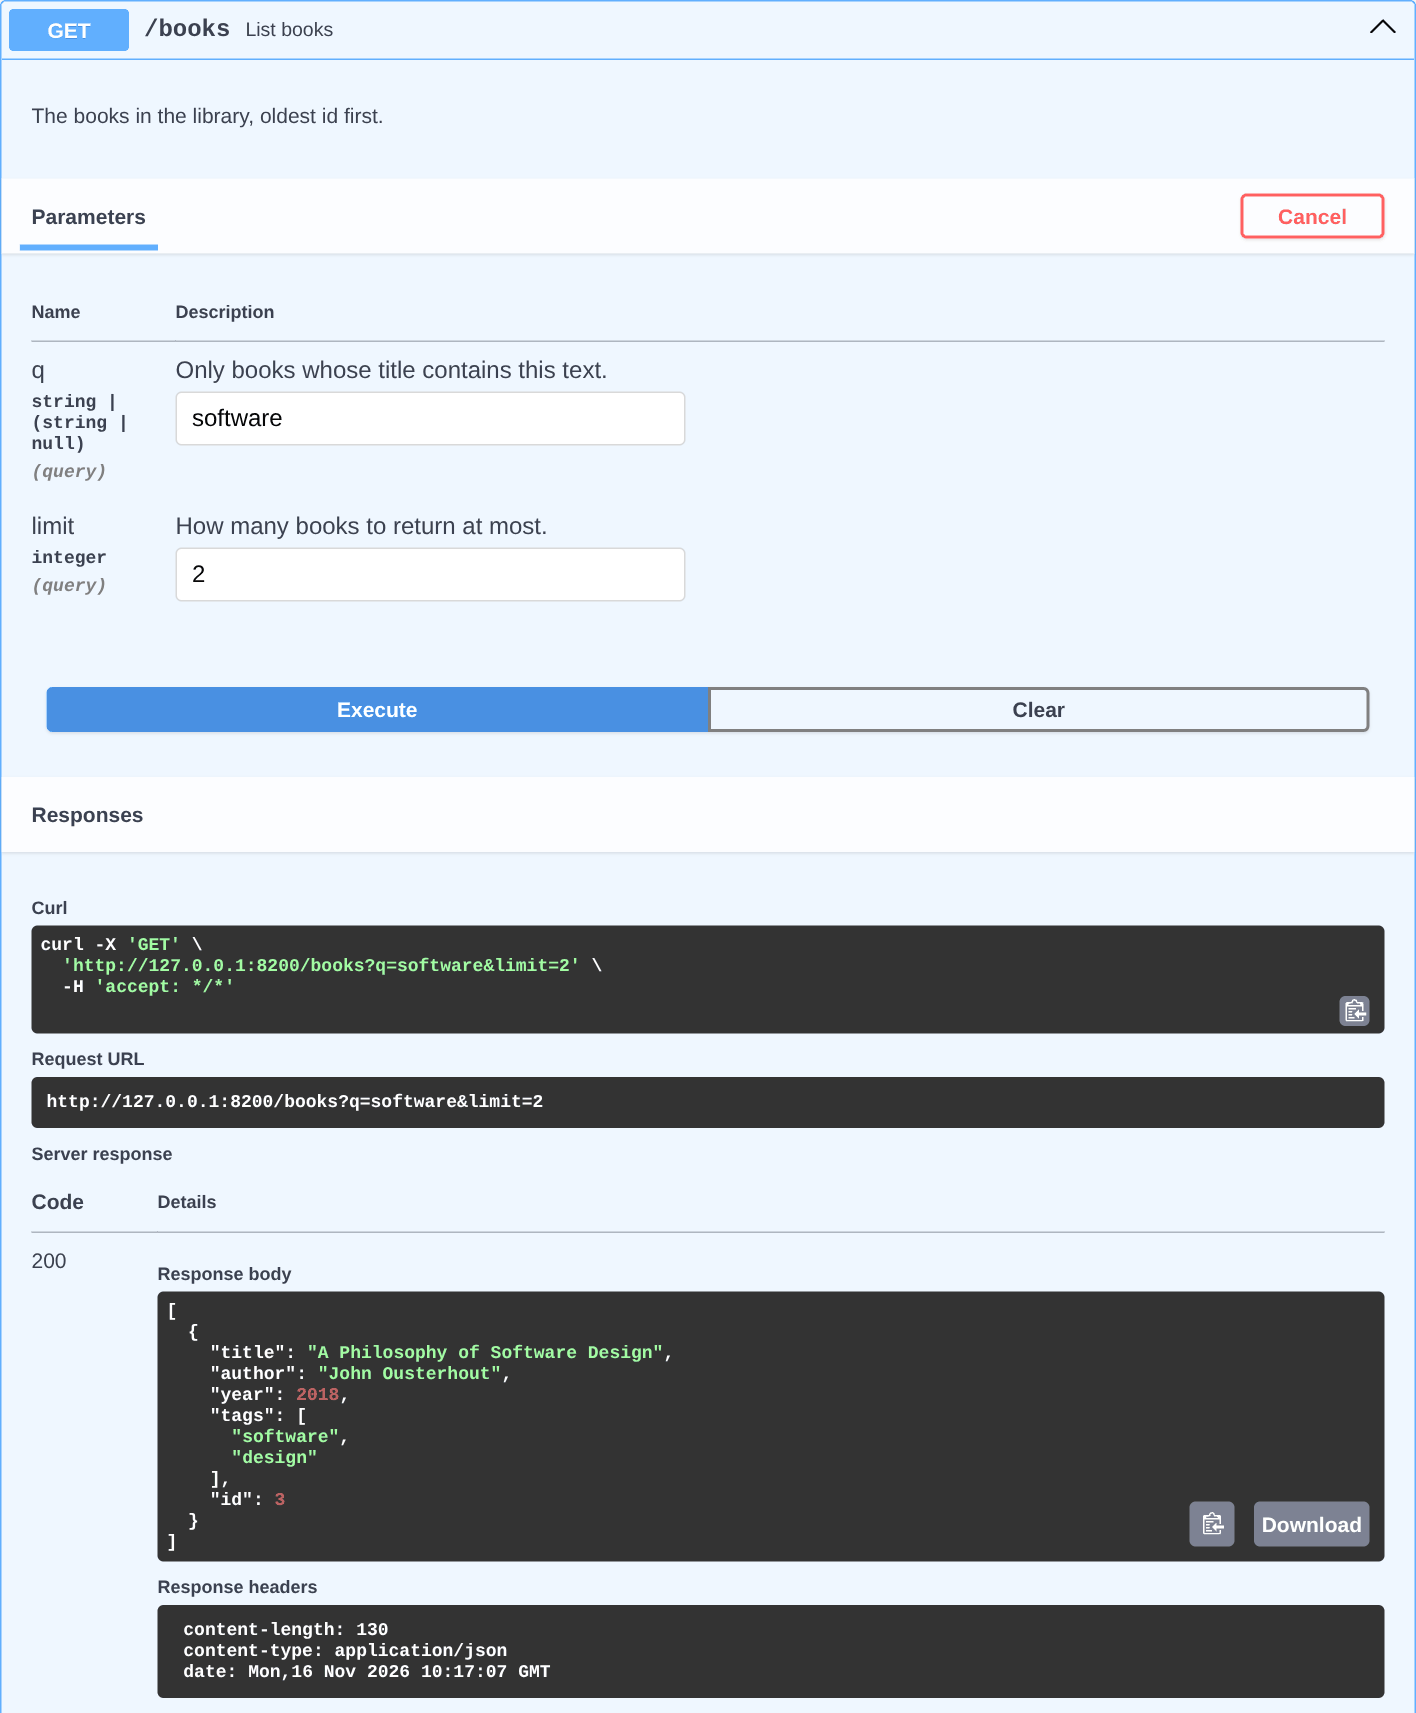 GET /books List books
The books in the library, oldest id first.
Parameters
Cancel
Name Description
q
string |
(string |
null)
(query)
Only books whose title contains this text.
software
limit
integer
(query)
How many books to return at most.
2
Execute Clear
Responses
Curl
curl -X 'GET' \
  'http://127.0.0.1:8200/books?q=software&limit=2' \
  -H 'accept: */*'
Request URL
http://127.0.0.1:8200/books?q=software&limit=2
Server response
Code Details
200
Response body
[
  {
    "title": "A Philosophy of Software Design",
    "author": "John Ousterhout",
    "year": 2018,
    "tags": [
      "software",
      "design"
    ],
    "id": 3
  }
]
Download
Response headers
content-length: 130
content-type: application/json
date: Mon,16 Nov 2026 10:17:07 GMT